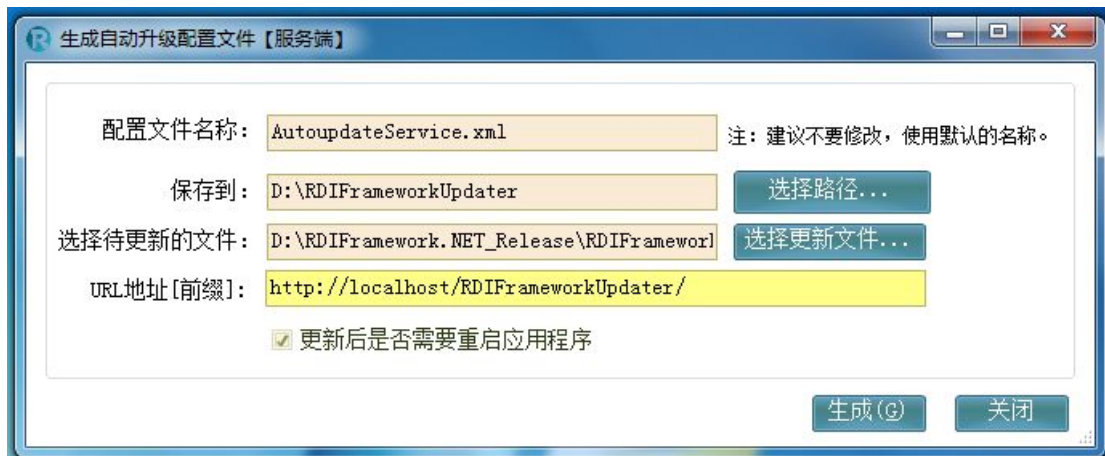 生成自动升级配置文件【服务端】
配置文件名称: AutoupdateService.xml 注: 建议不要修改，使用默认的名称。
保存到: D:\RDIFrameworkUpdater 选择路径...
选择待更新的文件: D:\RDIFramework.NET_Release\RDIFramewor 选择更新文件...
URL地址[前缀]: http://localhost/RDIFrameworkUpdater/
更新后是否需要重启应用程序
生成(G) 关闭